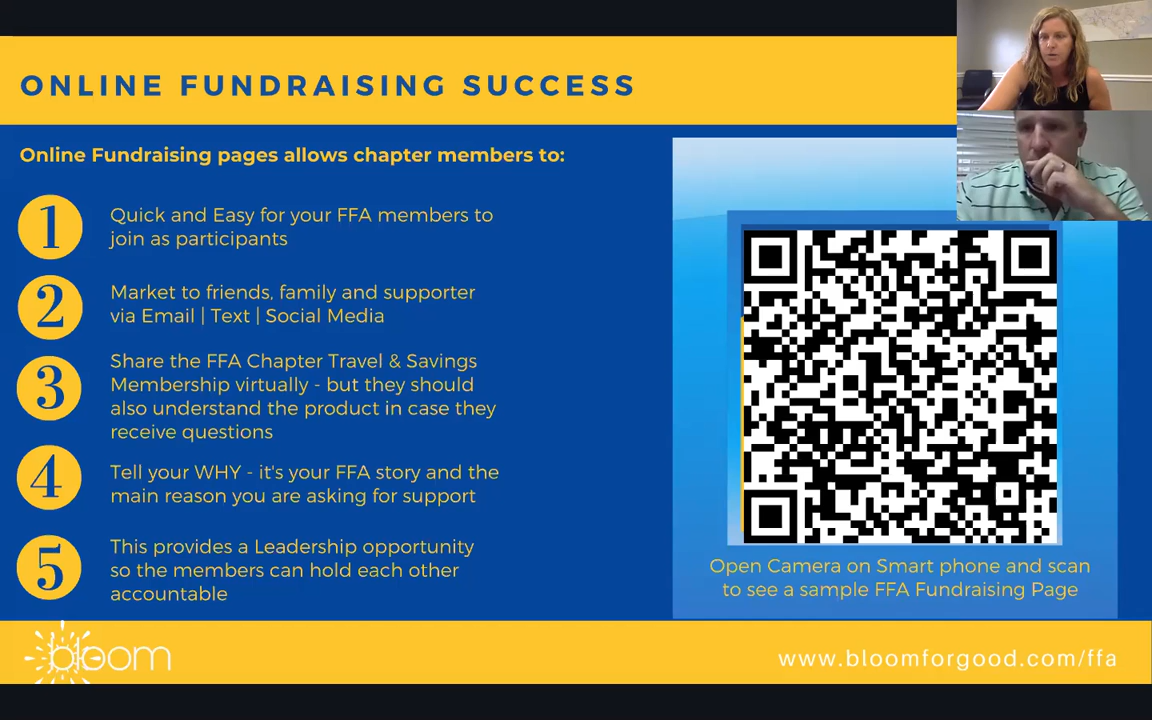 ONLINE FUNDRAISING SUCCESS
Online Fundraising pages allows chapter members to:
1
Quick and Easy for your FFA members to
join as participants
2
Market to friends, family and supporter
via Email | Text | Social Media
3
Share the FFA Chapter Travel & Savings
Membership virtually - but they should
also understand the product in case they
receive questions
4
Tell your WHY - it's your FFA story and the
main reason you are asking for support
5
This provides a Leadership opportunity
so the members can hold each other
accountable
Open Camera on Smart phone and scan
to see a sample FFA Fundraising Page
bloom
www.bloomforgood.com/ffa